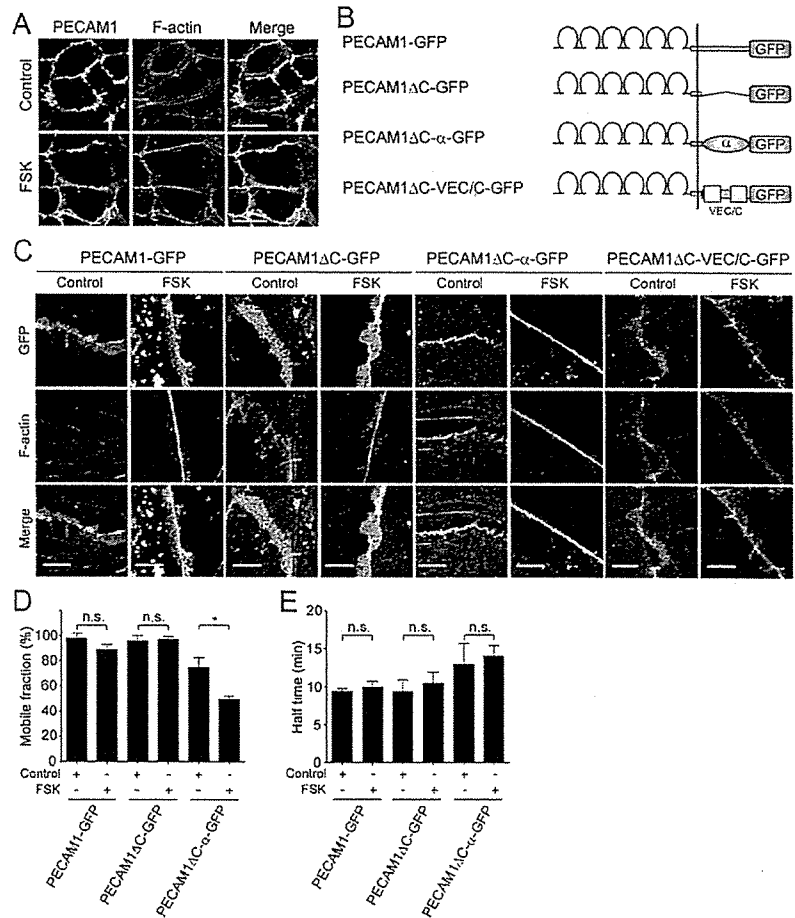 A
PECAM1 F-actin Merge
Control
FSK
B
PECAM1-GFP GFP
PECAM1ΔC-GFP GFP
PECAM1ΔC-α-GFP α GFP
PECAM1ΔC-VEC/C-GFP GFP
VEC/C
C
PECAM1-GFP PECAM1ΔC-GFP PECAM1ΔC-α-GFP PECAM1ΔC-VEC/C-GFP
Control FSK Control FSK Control FSK Control FSK
GFP
F-actin
Merge
D
Mobile fraction (%)
100
80
60
40
20
0
n.s. n.s. *
Control + - + - + -
FSK - + - + - +
PECAM1-GFP
PECAM1ΔC-GFP
PECAM1ΔC-α-GFP
E
Half time (min)
20
15
10
5
0
n.s. n.s. n.s.
Control + - + - + -
FSK - + - + - +
PECAM1-GFP
PECAM1ΔC-GFP
PECAM1ΔC-α-GFP